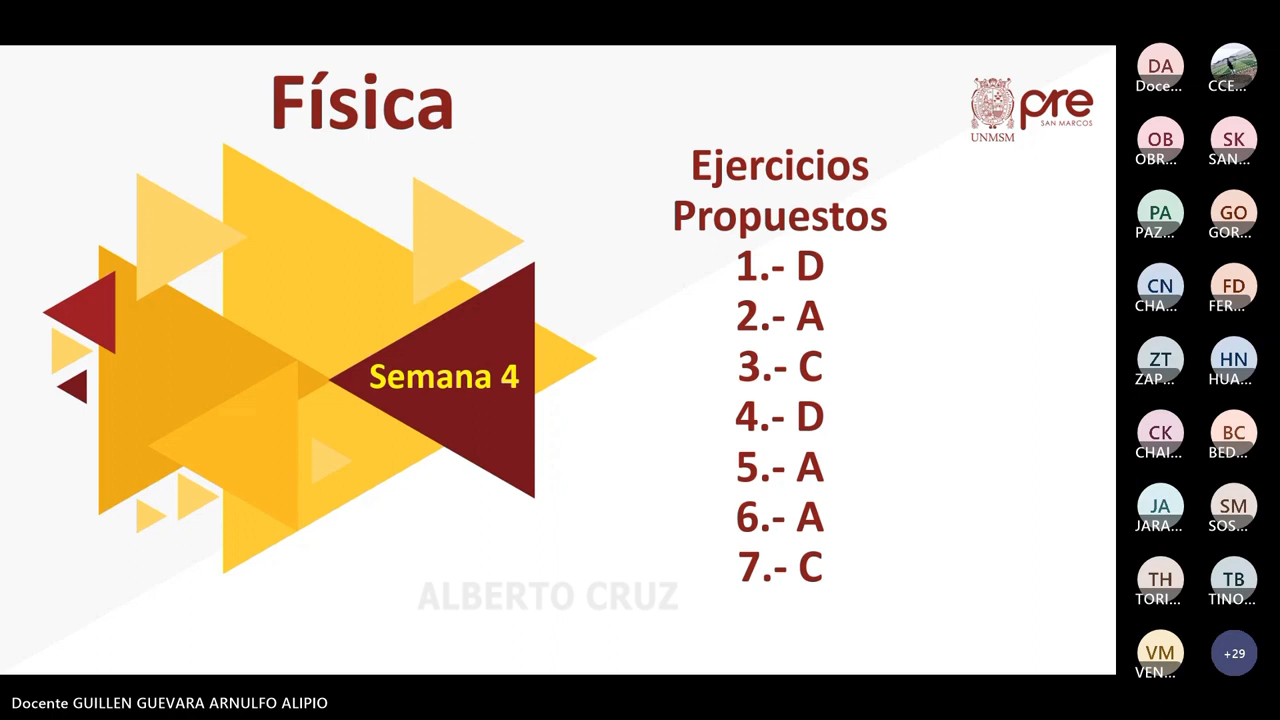 Física
UNMSM
pre
SAN MARCOS
Ejercicios
Propuestos
1.- D
2.- A
3.- C
4.- D
5.- A
6.- A
7.- C
Semana 4
ALBERTO CRUZ
DA
Doce...
CCE...
OB
OBR...
SK
SAN...
PA
PAZ...
GO
GOR...
CN
CHA...
FD
FER...
ZT
ZAP...
HN
HUA...
CK
CHAI...
BC
BED...
JA
JARA...
SM
SOS...
TH
TORI...
TB
TINO...
VM
VEN...
+29
Docente GUILLEN GUEVARA ARNULFO ALIPIO